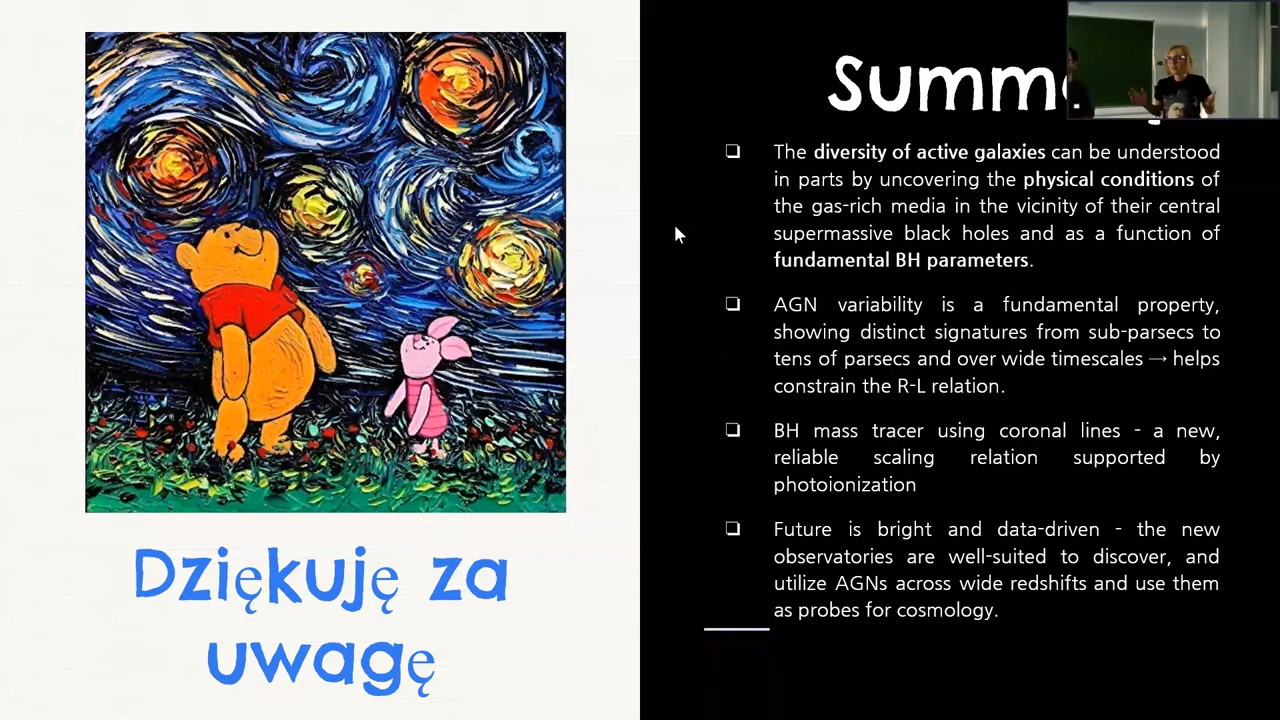 Dziękuję za
uwagę
❏ The diversity of active galaxies can be understood
in parts by uncovering the physical conditions of
the gas-rich media in the vicinity of their central
supermassive black holes and as a function of
fundamental BH parameters.
❏ AGN variability is a fundamental property,
showing distinct signatures from sub-parsecs to
tens of parsecs and over wide timescales → helps
constrain the R-L relation.
❏ BH mass tracer using coronal lines - a new,
reliable scaling relation supported by
photoionization
❏ Future is bright and data-driven - the new
observatories are well-suited to discover, and
utilize AGNs across wide redshifts and use them
as probes for cosmology.